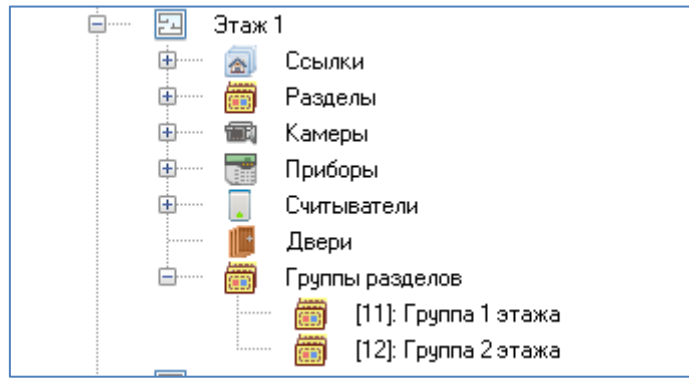 Этаж 1
Ссылки
Разделы
Камеры
Приборы
Считыватели
Двери
Группы разделов
[11]: Группа 1 этажа
[12]: Группа 2 этажа